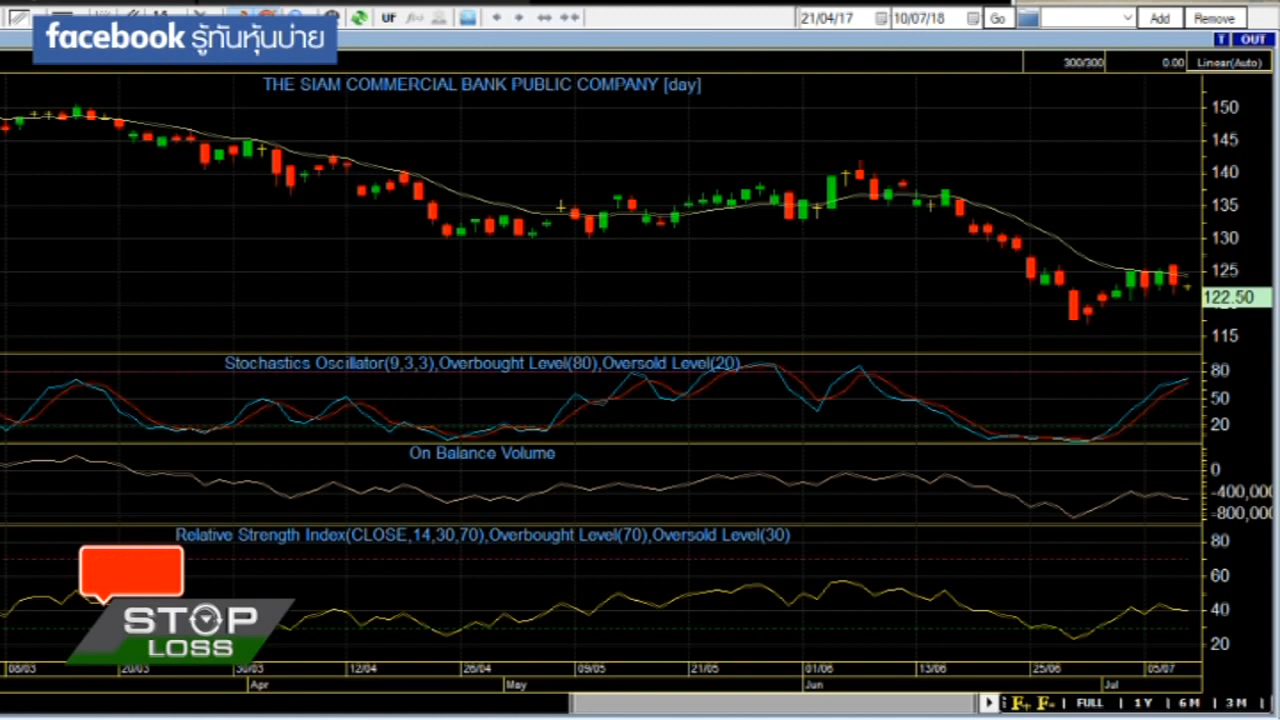 UF
21/04/17
10/07/18
Go
Add
Remove
facebook รู้ทันหุ้นบ่าย
T OUT
300/300
0.00
Linear(Auto)
THE SIAM COMMERCIAL BANK PUBLIC COMPANY [day]
150
145
140
135
130
125
122.50
115
Stochastics Oscillator(9,3,3),Overbought Level(80),Oversold Level(20)
80
50
20
On Balance Volume
0
-400,000
-800,000
Relative Strength Index(CLOSE,14,30,70),Overbought Level(70),Oversold Level(30)
80
60
40
20
STOP
LOSS
08/03 20/03 30/03 12/04 26/04 09/05 21/05 01/06 13/06 25/06 05/07
Apr May Jun Jul
F+ F- | FULL | 1Y | 6M | 3M |